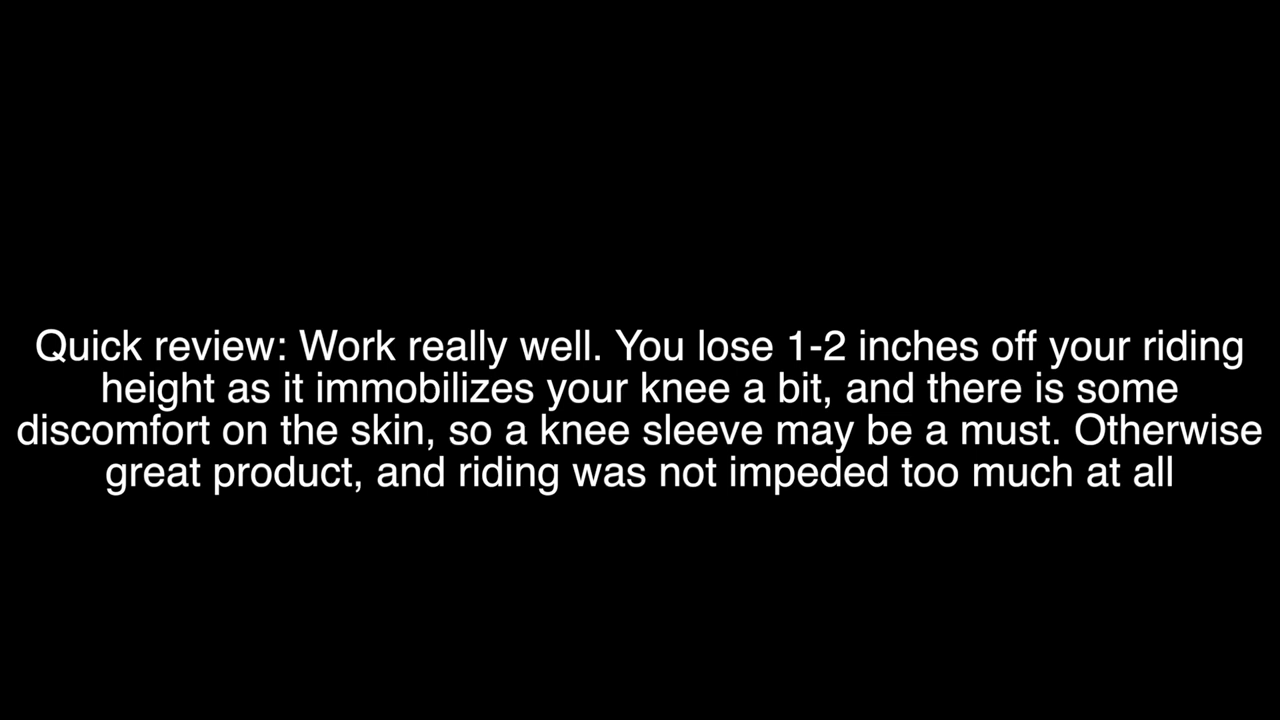 Quick review: Work really well. You lose 1-2 inches off your riding
height as it immobilizes your knee a bit, and there is some
discomfort on the skin, so a knee sleeve may be a must. Otherwise
great product, and riding was not impeded too much at all